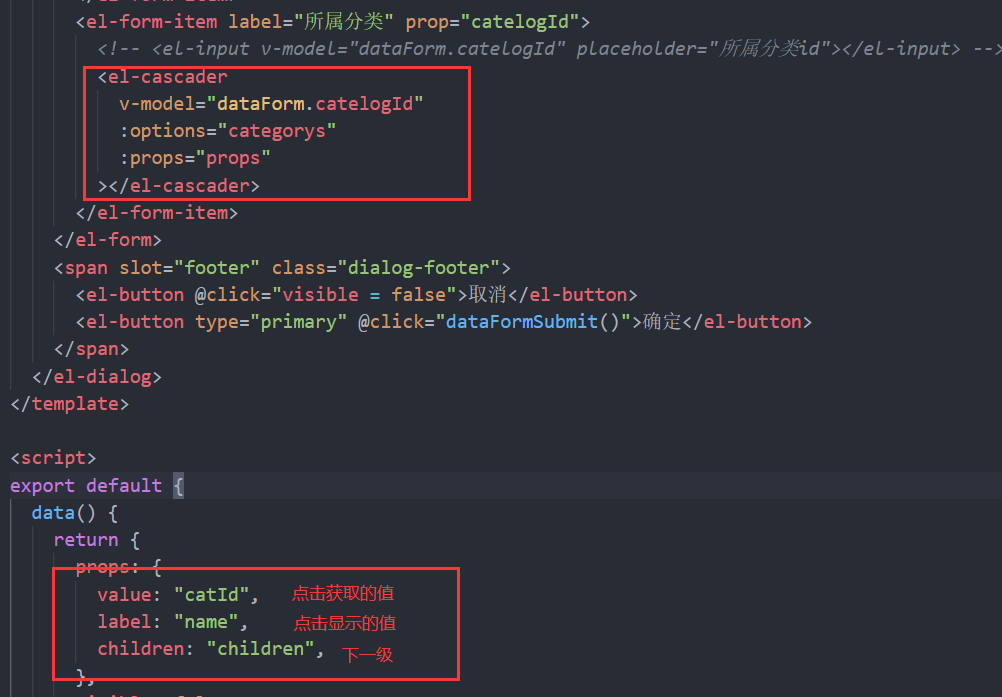 <el-form-item label="所属分类" prop="catelogId">
<!-- <el-input v-model="dataForm.catelogId" placeholder="所属分类id"></el-input> -->
<el-cascader
v-model="dataForm.catelogId"
:options="categorys"
:props="props"
></el-cascader>
</el-form-item>
</el-form>
<span slot="footer" class="dialog-footer">
<el-button @click="visible = false">取消</el-button>
<el-button type="primary" @click="dataFormSubmit()">确定</el-button>
</span>
</el-dialog>
</template>
<script>
export default {
data() {
return {
props: {
value: "catId", 点击获取的值
label: "name", 点击显示的值
children: "children", 下一级
},